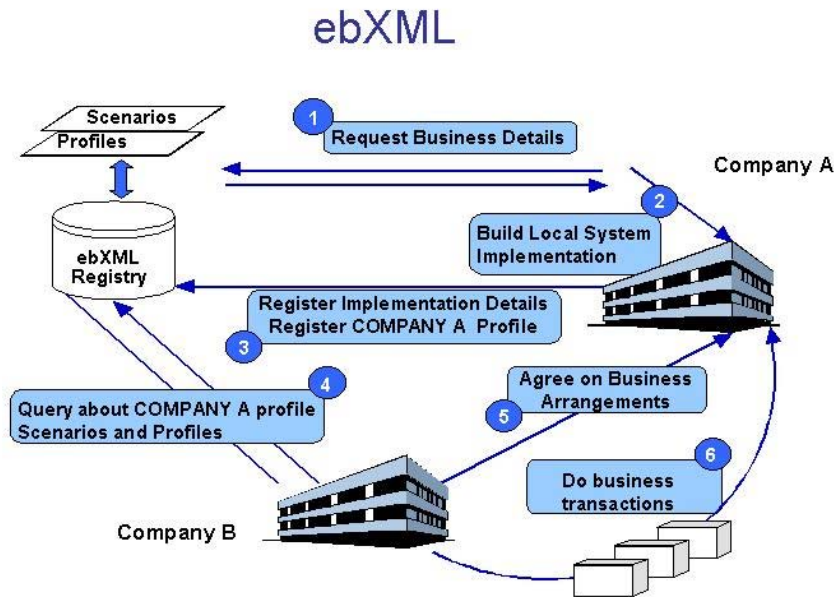 ebXML
Scenarios
Profiles
1
Request Business Details
Company A
2
Build Local System
Implementation
ebXML
Registry
Register Implementation Details
Register COMPANY A Profile
3
4
Query about COMPANY A profile
Scenarios and Profiles
Agree on Business
Arrangements
5
6
Do business
transactions
Company B